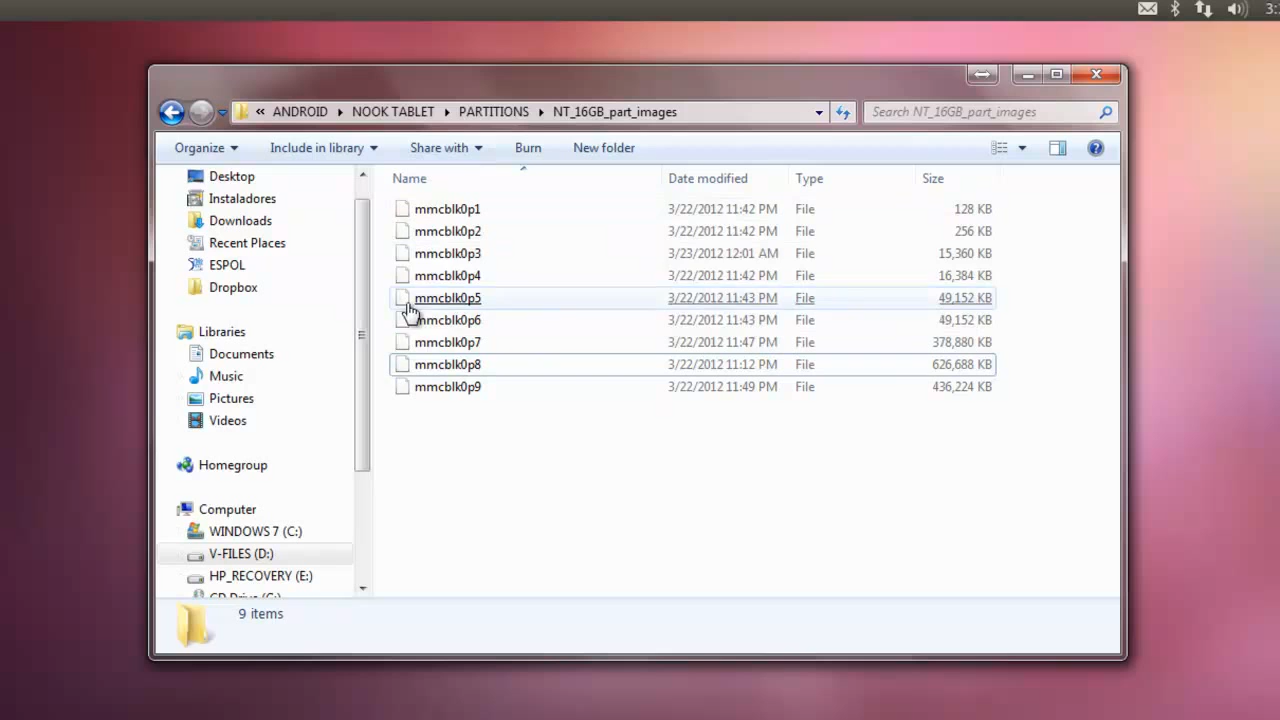 3:
« ANDROID NOOK TABLET PARTITIONS NT_16GB_part_images Search NT_16GB_part_images
Organize Include in library Share with Burn New folder
Name Date modified Type Size
Desktop
Instaladores
Downloads
Recent Places
ESPOL
Dropbox
Libraries
Documents
Music
Pictures
Videos
Homegroup
Computer
WINDOWS 7 (C:)
V-FILES (D:)
HP_RECOVERY (E:)
mmcblk0p1 3/22/2012 11:42 PM File 128 KB
mmcblk0p2 3/22/2012 11:42 PM File 256 KB
mmcblk0p3 3/23/2012 12:01 AM File 15,360 KB
mmcblk0p4 3/22/2012 11:42 PM File 16,384 KB
mmcblk0p5 3/22/2012 11:43 PM File 49,152 KB
mmcblk0p6 3/22/2012 11:43 PM File 49,152 KB
mmcblk0p7 3/22/2012 11:47 PM File 378,880 KB
mmcblk0p8 3/22/2012 11:12 PM File 626,688 KB
mmcblk0p9 3/22/2012 11:49 PM File 436,224 KB
9 items